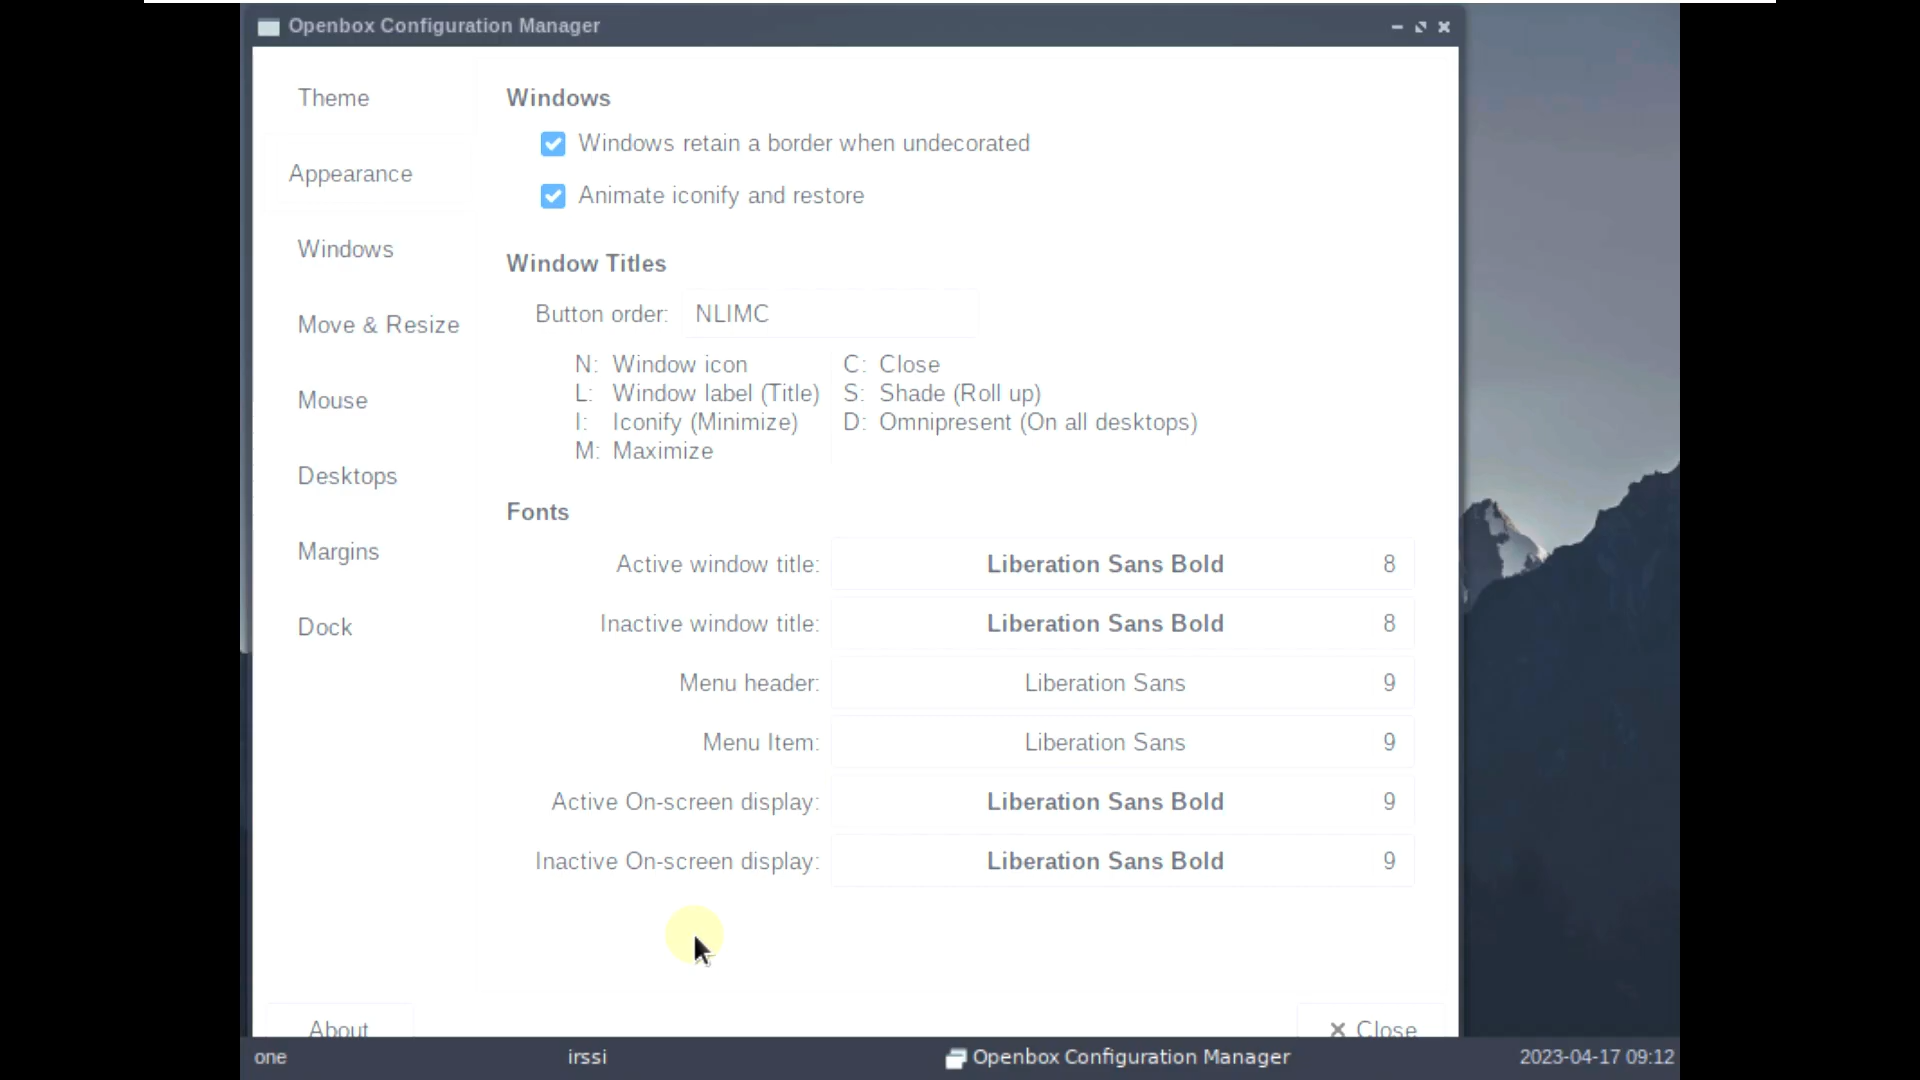 Openbox Configuration Manager
Theme
Appearance
Windows
Move & Resize
Mouse
Desktops
Margins
Dock
Windows
Windows retain a border when undecorated
Animate iconify and restore
Window Titles
Button order: NLIMC
N: Window icon C: Close
L: Window label (Title) S: Shade (Roll up)
I: Iconify (Minimize) D: Omnipresent (On all desktops)
M: Maximize
Fonts
Active window title: Liberation Sans Bold 8
Inactive window title: Liberation Sans Bold 8
Menu header: Liberation Sans 9
Menu Item: Liberation Sans 9
Active On-screen display: Liberation Sans Bold 9
Inactive On-screen display: Liberation Sans Bold 9
About Close
one irssi Openbox Configuration Manager 2023-04-17 09:12